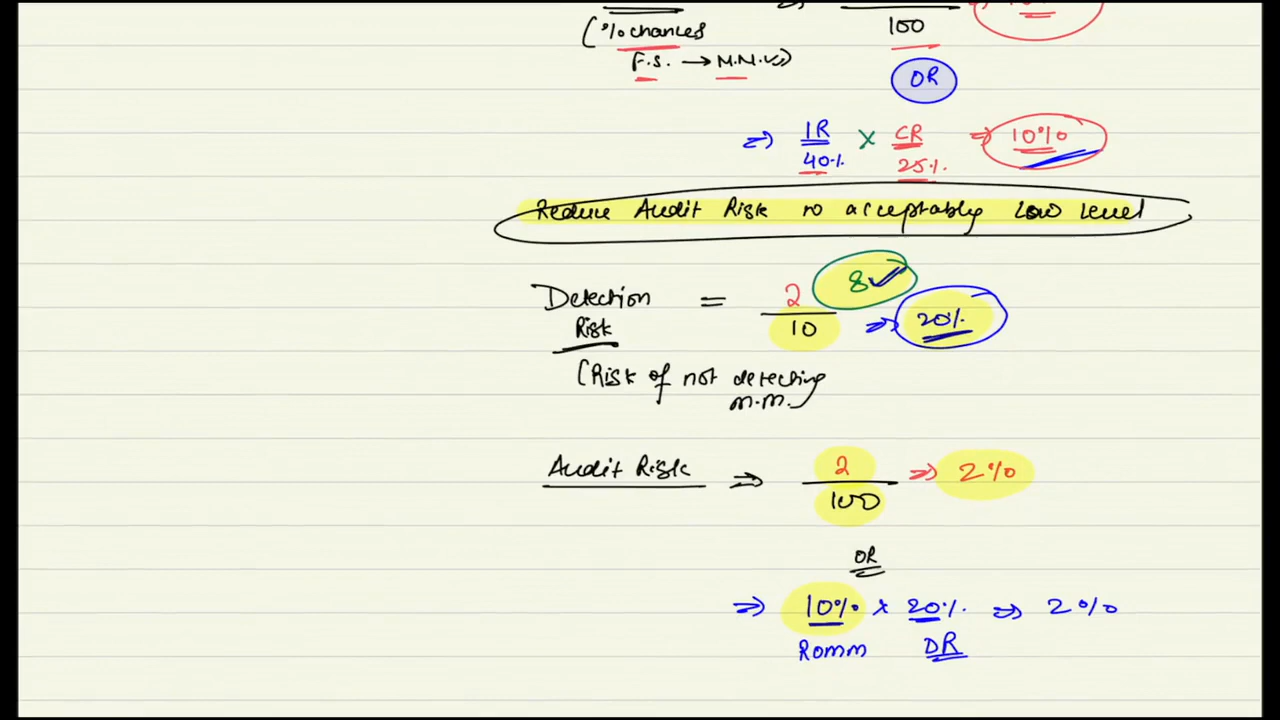 (% chances
100
F.S. → M.M.
OR
⇒ IR × CR ⇒ 10%
40% 25%
Reduce Audit Risk to acceptably Low Level
Detection = 2 8 ✓
Risk 10 ⇒ 20%
(Risk of not detecting
m.m.)
Audit Risk ⇒ 2 ⇒ 2%
100
OR
⇒ 10% × 20% ⇒ 2%
Romm DR